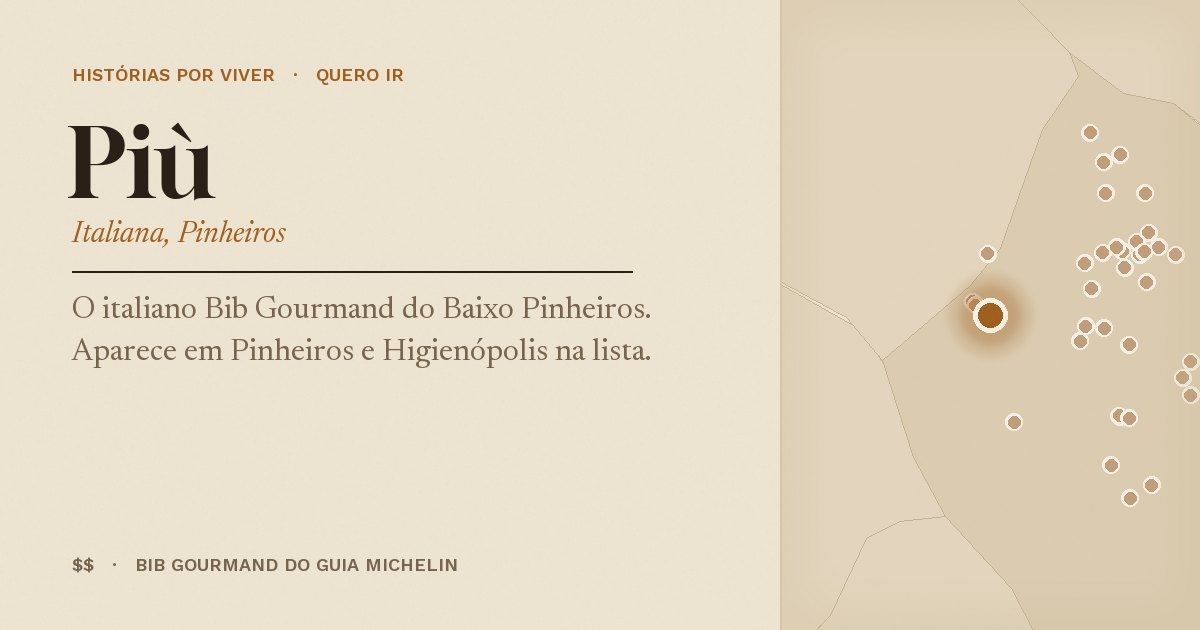 HISTÓRIAS POR VIVER · QUERO IR
Più
Italiana, Pinheiros
O italiano Bib Gourmand do Baixo Pinheiros.
Aparece em Pinheiros e Higienópolis na lista.
$$ · BIB GOURMAND DO GUIA MICHELIN